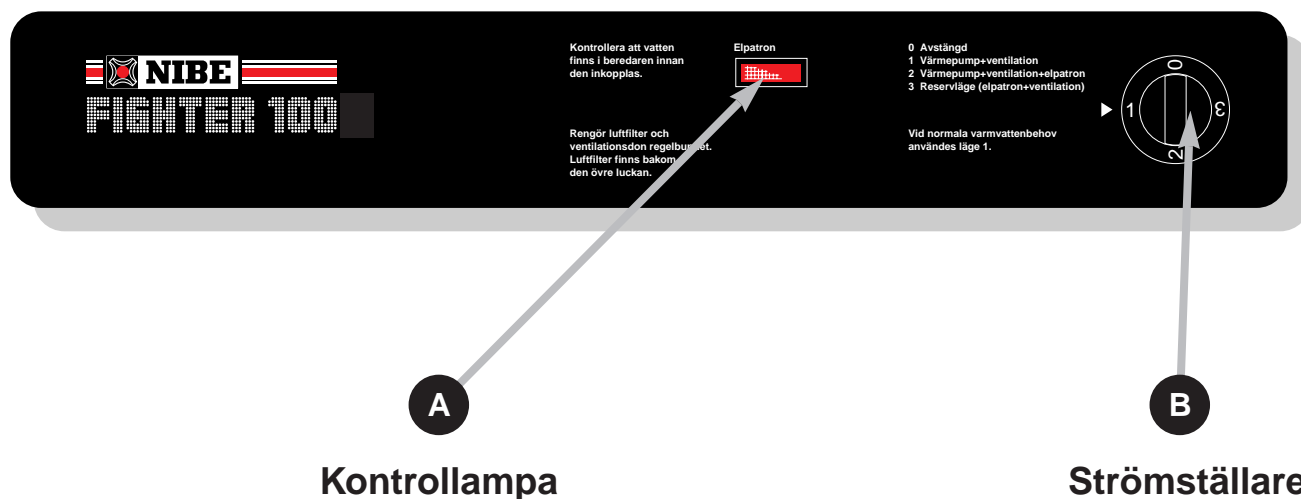 NIBE
FIGHTER 100
Kontrollera att vatten
finns i beredaren innan
den inkopplas.
Rengör luftfilter och
ventilationsdon regelbundet.
Luftfilter finns bakom
den övre luckan.
Elpatron
0 Avstängd
1 Värmepump+ventilation
2 Värmepump+ventilation+elpatron
3 Reservläge (elpatron+ventilation)
Vid normala varmvattenbehov
användes läge 1.
0
1
3
2
A
B
Kontrollampa
Strömställare